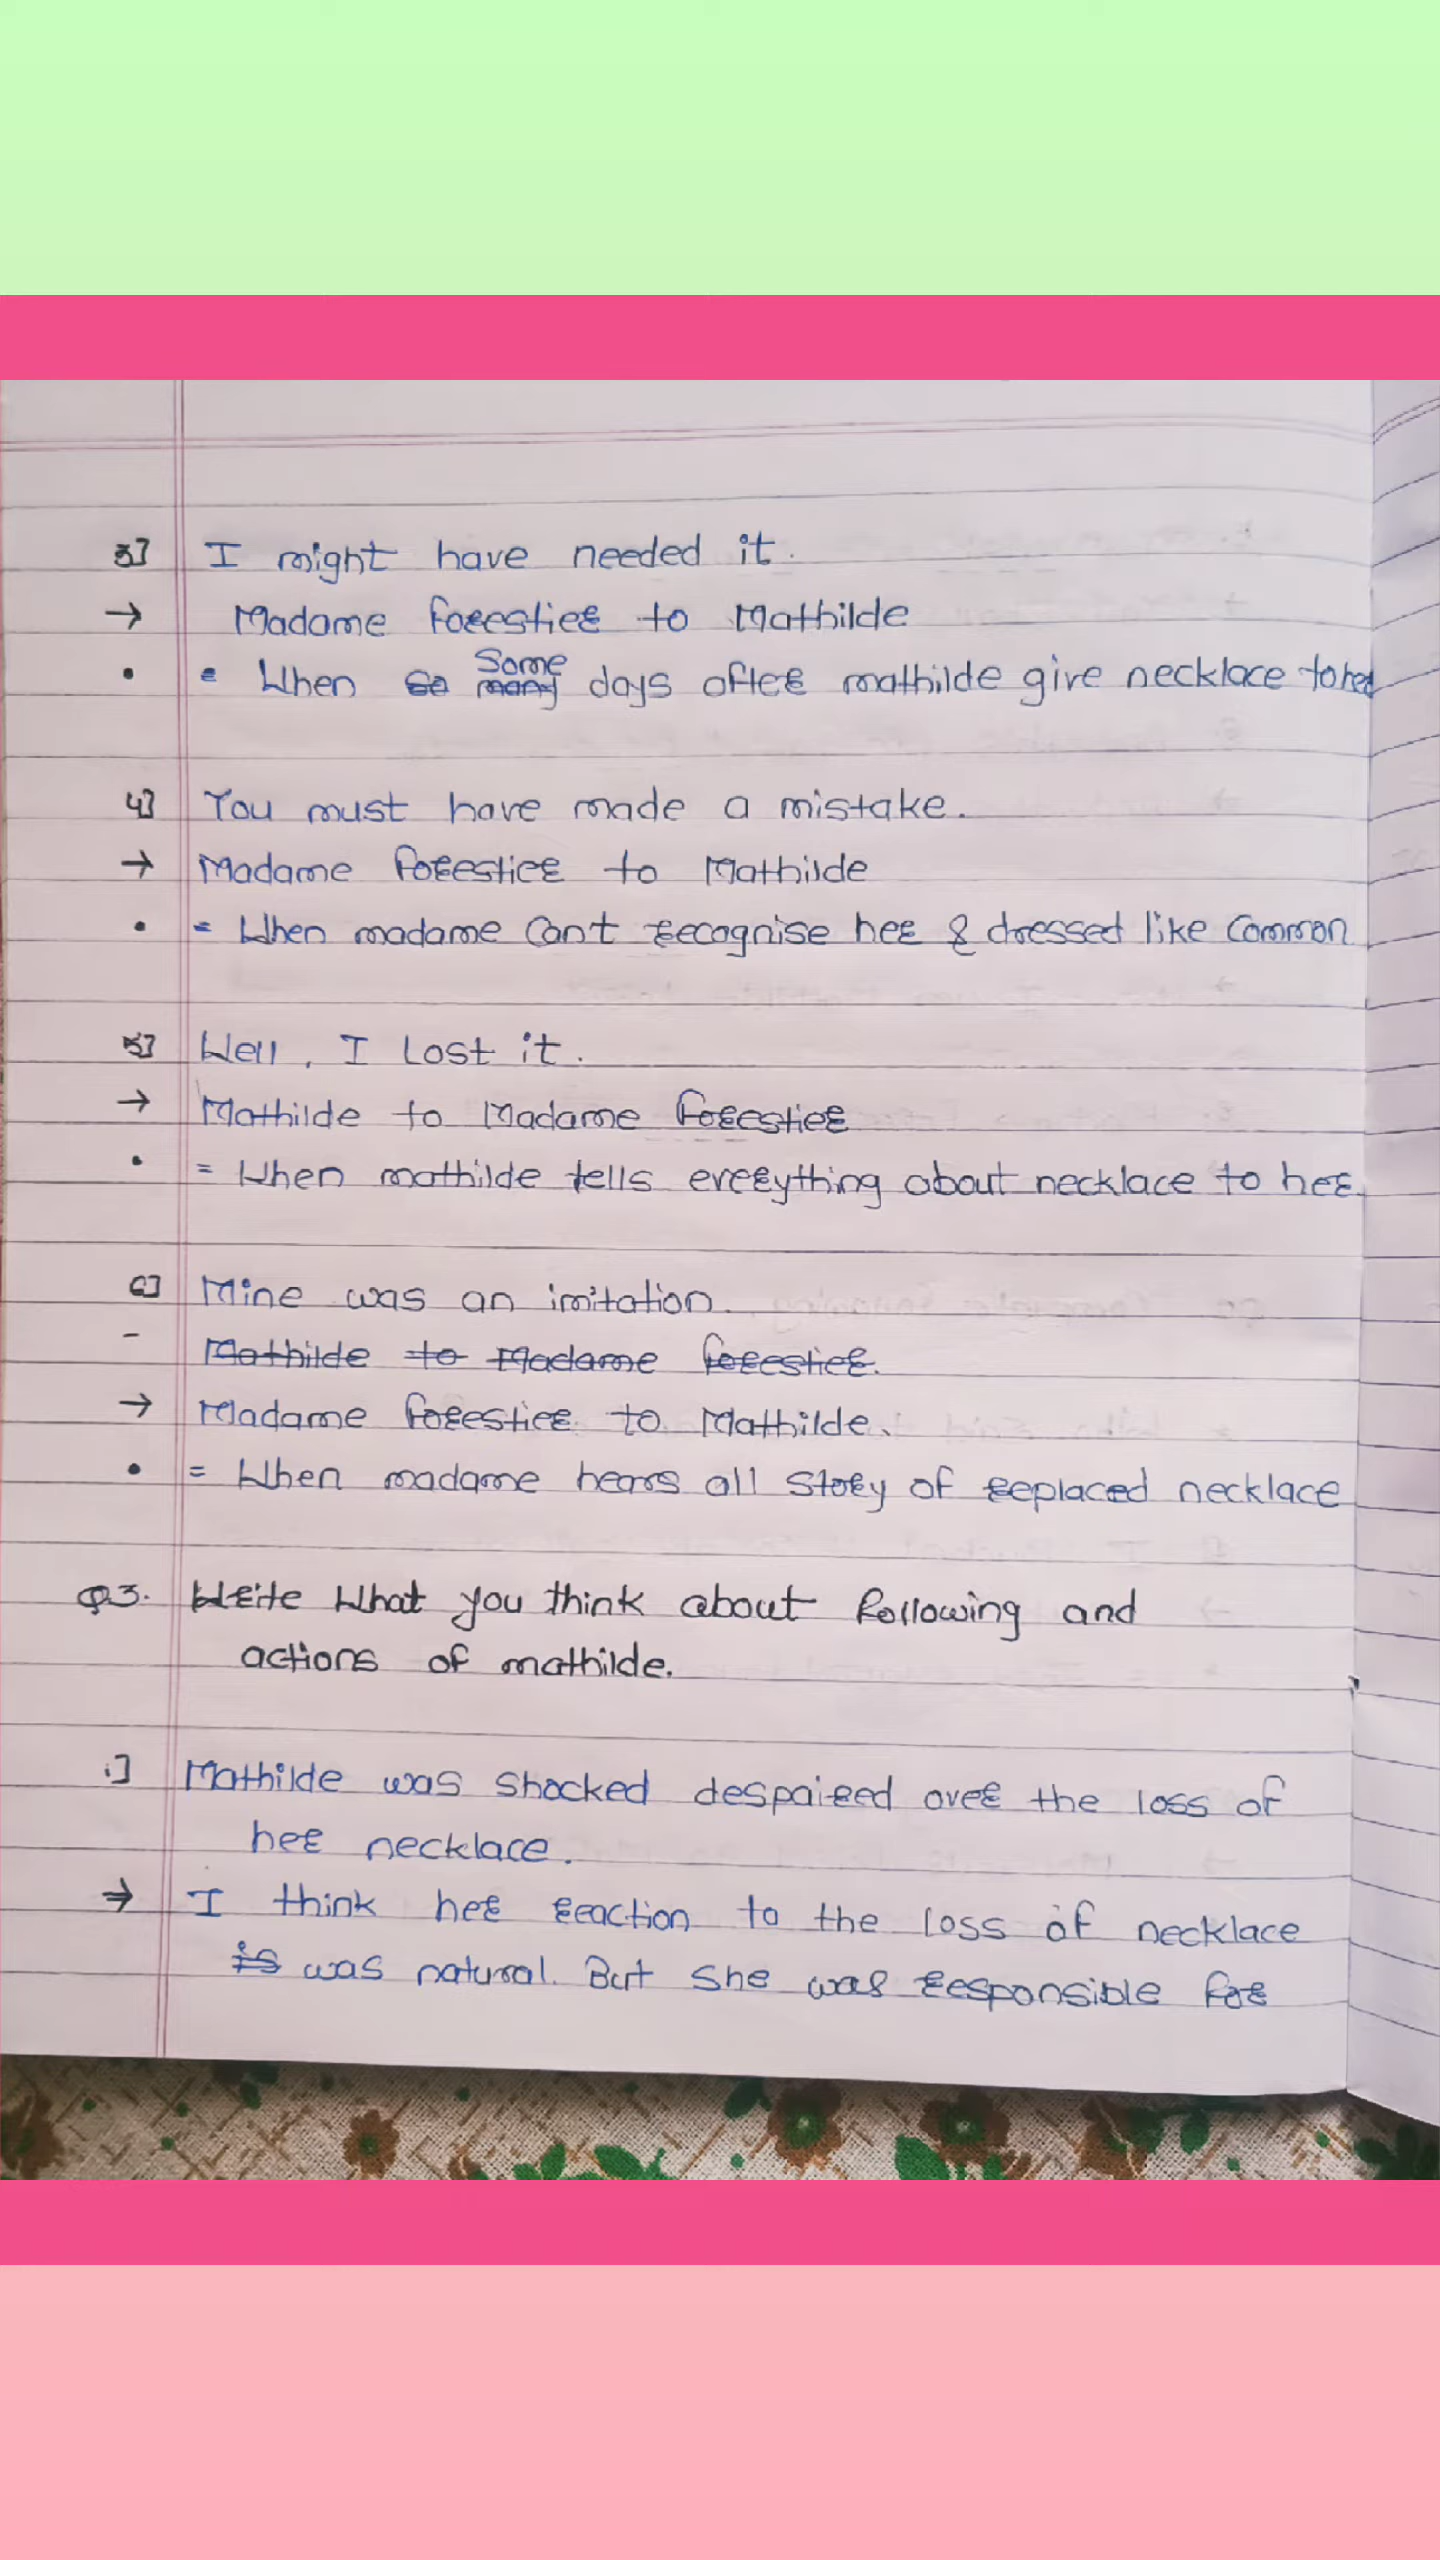 3] I might have needed it.
→ Madame forestier to Mathilde
• = When so many some days after mathilde give necklace to her
4] You must have made a mistake.
→ Madame forestier to Mathilde
• = When madame Can't recognise her & dressed like Common
5] Well, I Lost it.
→ Mathilde to Madame forestier
• = When mathilde tells everything about necklace to her.
6] Mine was an imitation.
- Mathilde to Madame forestier.
→ Madame forestier to Mathilde.
• = When madame hears all Story of replaced necklace
Q3. Write What you think about following and
actions of mathilde.
1] Mathilde was shocked despaired over the loss of
her necklace.
⇒ I think her reaction to the loss of necklace
is was natural. But she was responsible for